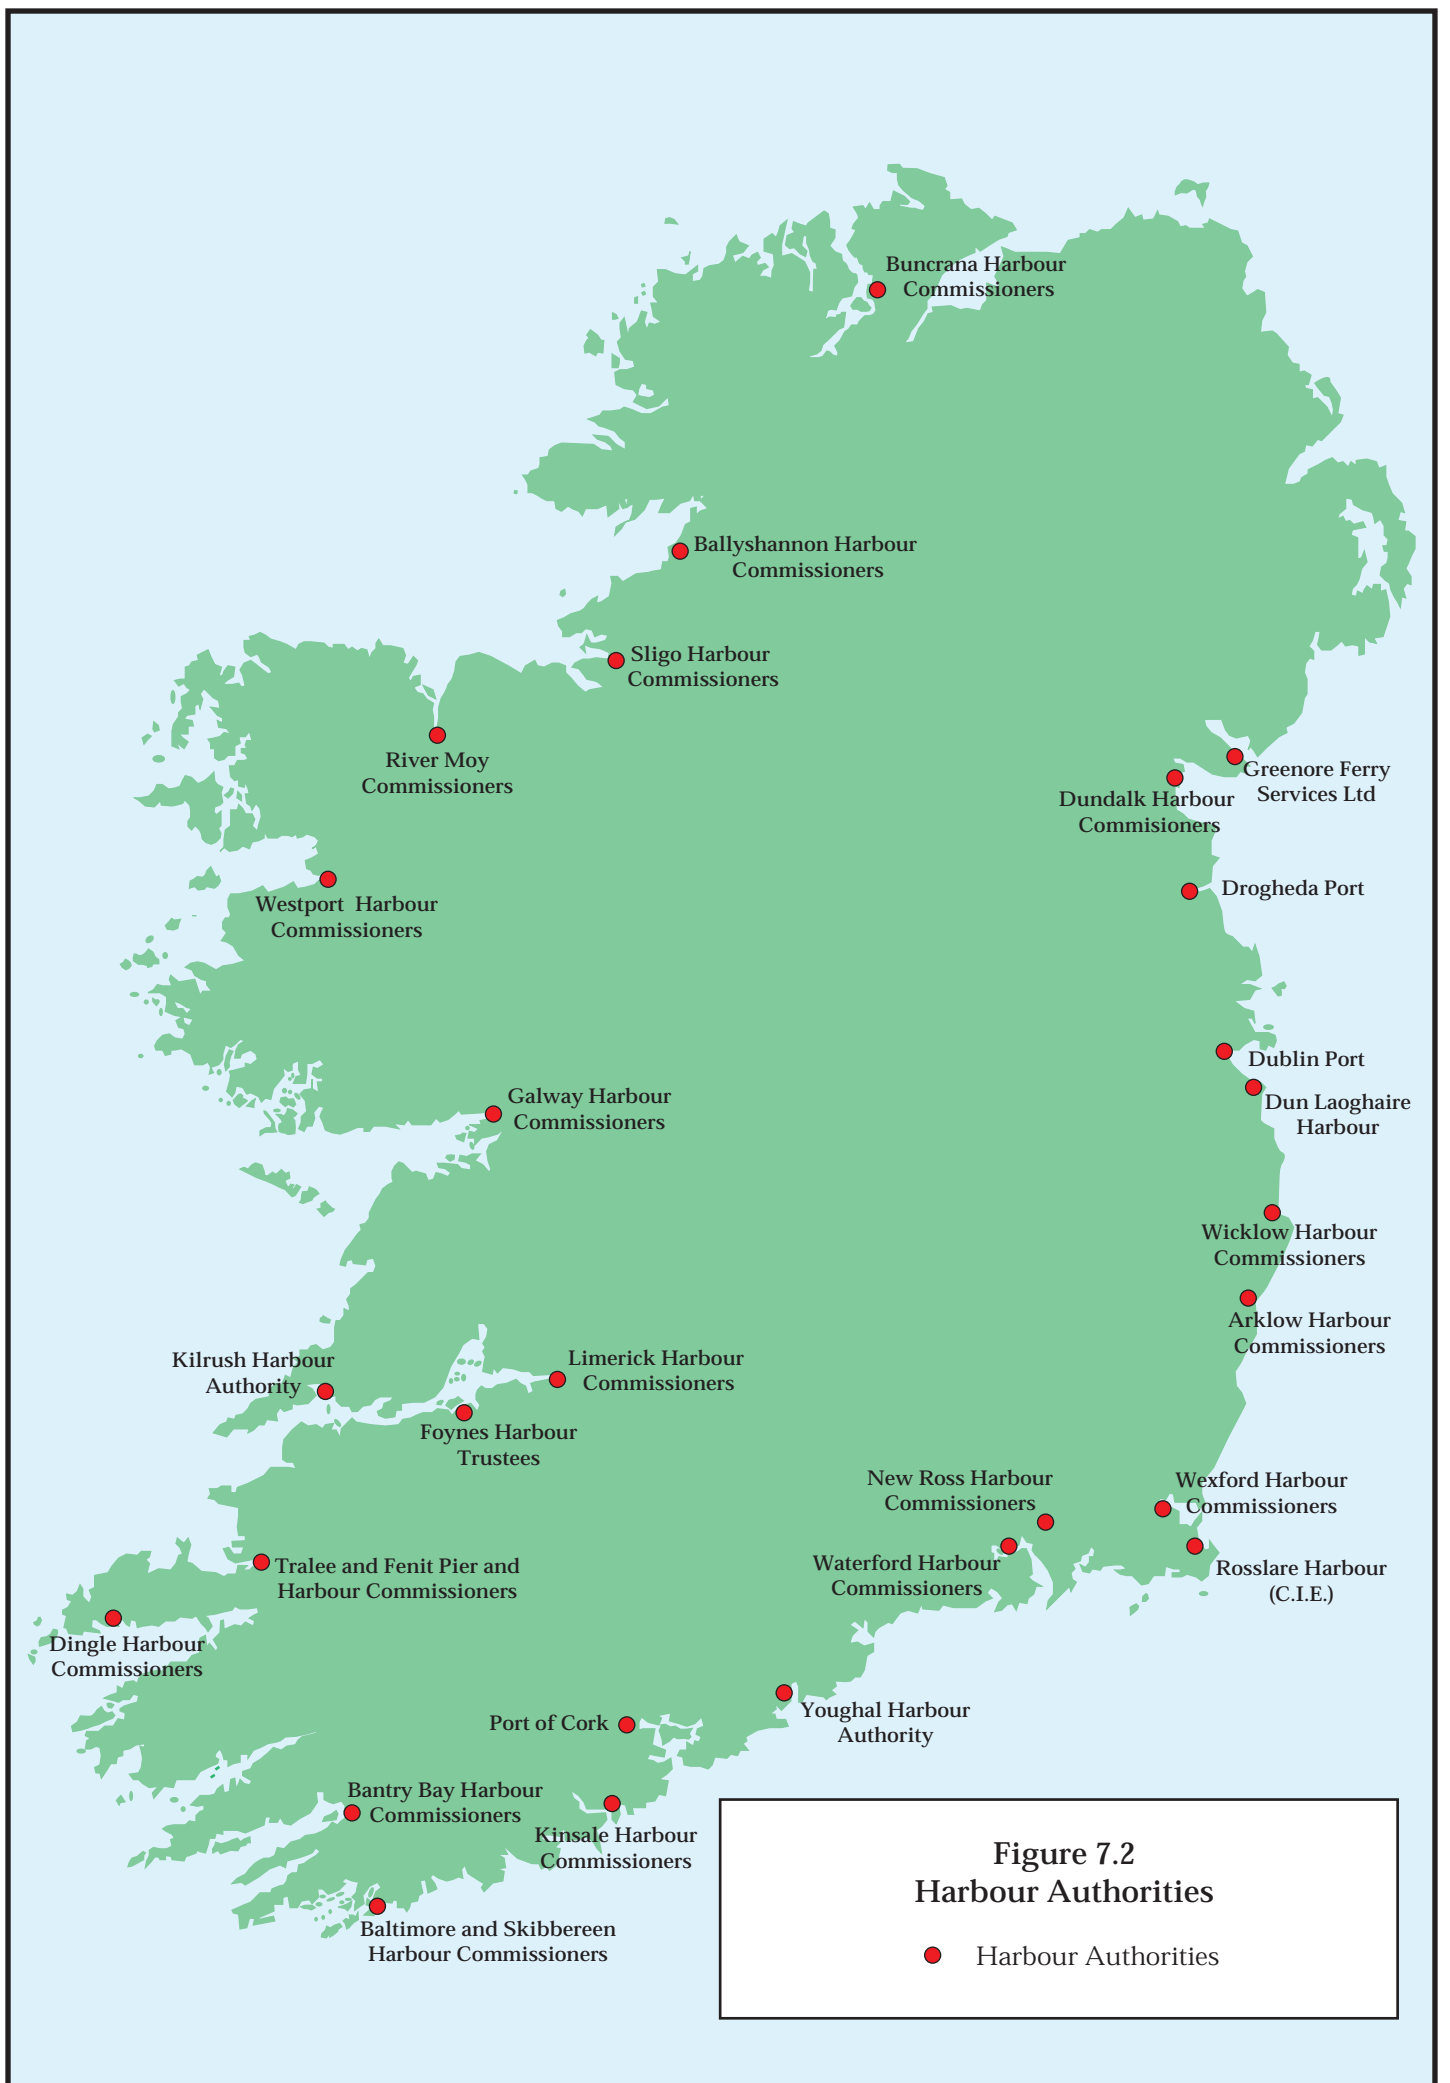 Buncrana Harbour
Commissioners
Ballyshannon Harbour
Commissioners
Sligo Harbour
Commissioners
River Moy
Commissioners
Greenore Ferry
Services Ltd
Dundalk Harbour
Commisioners
Westport Harbour
Commissioners
Drogheda Port
Dublin Port
Dun Laoghaire
Harbour
Galway Harbour
Commissioners
Wicklow Harbour
Commissioners
Arklow Harbour
Commissioners
Kilrush Harbour
Authority
Limerick Harbour
Commissioners
Foynes Harbour
Trustees
New Ross Harbour
Commissioners
Wexford Harbour
Commissioners
Waterford Harbour
Commissioners
Rosslare Harbour
(C.I.E.)
Tralee and Fenit Pier and
Harbour Commissioners
Dingle Harbour
Commissioners
Youghal Harbour
Authority
Port of Cork
Bantry Bay Harbour
Commissioners
Kinsale Harbour
Commissioners
Baltimore and Skibbereen
Harbour Commissioners
Figure 7.2
Harbour Authorities
Harbour Authorities